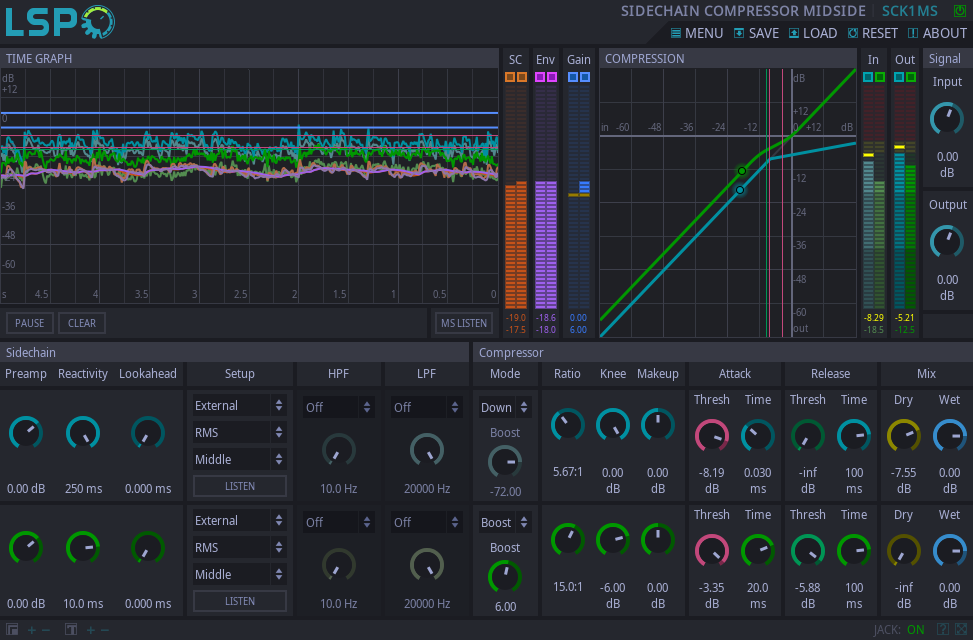 LSP
SIDECHAIN COMPRESSOR MIDSIDE SCK1MS
MENU SAVE LOAD RESET ABOUT
TIME GRAPH SC Env Gain COMPRESSION In Out Signal
dB
+12
0
-36
-48
-60
s 4.5 4 3.5 3 2.5 2 1.5 1 0.5 0
PAUSE CLEAR MS LISTEN
-19.0 -18.6 0.00
-17.5 -18.0 6.00
dB
+12
in -60 -48 -36 -24 -12 0 +12 dB
-12
-24
-36
-48
-60
out
-8.29 -5.21
-18.5 -12.5
Input
0.00
dB
Output
0.00
dB
Sidechain Compressor
Preamp Reactivity Lookahead Setup HPF LPF Mode Ratio Knee Makeup Attack Release Mix
External Off Off Down Thresh Time Thresh Time Dry Wet
RMS Boost
Middle
LISTEN
0.00 dB 250 ms 0.000 ms 10.0 Hz 20000 Hz -72.00
5.67:1 0.00 dB 0.00 dB -8.19 dB 0.030 ms -inf dB 100 ms -7.55 dB 0.00 dB
External Off Off Boost Thresh Time Thresh Time Dry Wet
RMS Boost
Middle
LISTEN
0.00 dB 10.0 ms 0.000 ms 10.0 Hz 20000 Hz 6.00
15.0:1 -6.00 dB 0.00 dB -3.35 dB 20.0 ms -5.88 dB 100 ms -inf dB 0.00 dB
JACK: ON